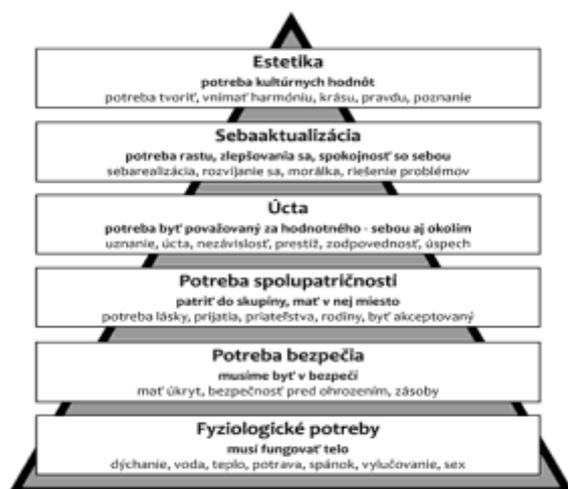 Estetika
potreba kultúrnych hodnôt
potreba tvoriť, vnímať harmóniu, krásu, pravdu, poznanie
Sebaaktualizácia
potreba rastu, zlepšovania sa, spokojnosť so sebou
sebarealizácia, rozvíjanie sa, morálka, riešenie problémov
Úcta
potreba byť považovaný za hodnotného - sebou aj okolím
uznanie, úcta, nezávislosť, prestíž, zodpovednosť, úspech
Potreba spolupatričnosti
patriť do skupiny, mať v nej miesto
potreba lásky, prijatia, priateľstva, rodiny, byť akceptovaný
Potreba bezpečia
musíme byť v bezpečí
mať úkryt, bezpečnosť pred ohrozením, zásoby
Fyziologické potreby
musí fungovať telo
dýchanie, voda, teplo, potrava, spánok, vylučovanie, sex